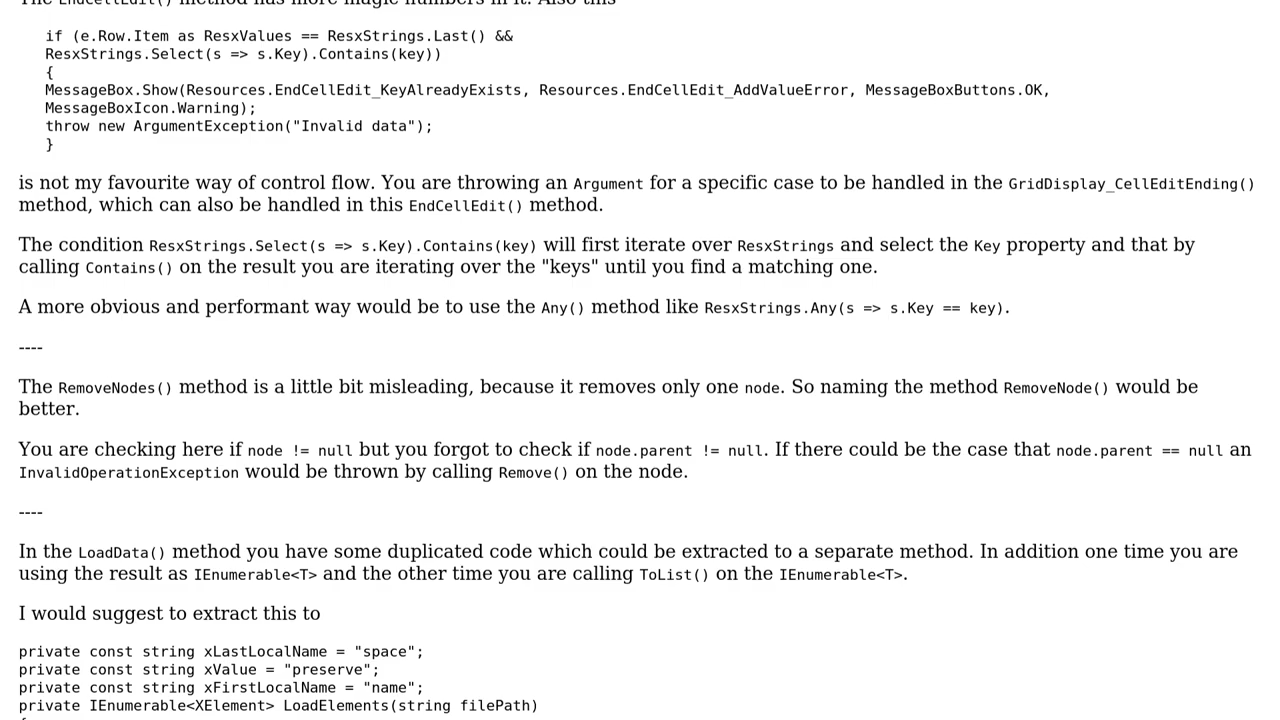 The EndCellEdit() method has more magic numbers in it. Also this
if (e.Row.Item as ResxValues == ResxStrings.Last() &&
ResxStrings.Select(s => s.Key).Contains(key))
{
MessageBox.Show(Resources.EndCellEdit_KeyAlreadyExists, Resources.EndCellEdit_AddValueError, MessageBoxButtons.OK,
MessageBoxIcon.Warning);
throw new ArgumentException("Invalid data");
}
is not my favourite way of control flow. You are throwing an Argument for a specific case to be handled in the GridDisplay_CellEditEnding()
method, which can also be handled in this EndCellEdit() method.
The condition ResxStrings.Select(s => s.Key).Contains(key) will first iterate over ResxStrings and select the Key property and that by
calling Contains() on the result you are iterating over the "keys" until you find a matching one.
A more obvious and performant way would be to use the Any() method like ResxStrings.Any(s => s.Key == key).
----
The RemoveNodes() method is a little bit misleading, because it removes only one node. So naming the method RemoveNode() would be
better.
You are checking here if node != null but you forgot to check if node.parent != null. If there could be the case that node.parent == null an
InvalidOperationException would be thrown by calling Remove() on the node.
----
In the LoadData() method you have some duplicated code which could be extracted to a separate method. In addition one time you are
using the result as IEnumerable<T> and the other time you are calling ToList() on the IEnumerable<T>.
I would suggest to extract this to
private const string xLastLocalName = "space";
private const string xValue = "preserve";
private const string xFirstLocalName = "name";
private IEnumerable<XElement> LoadElements(string filePath)
{